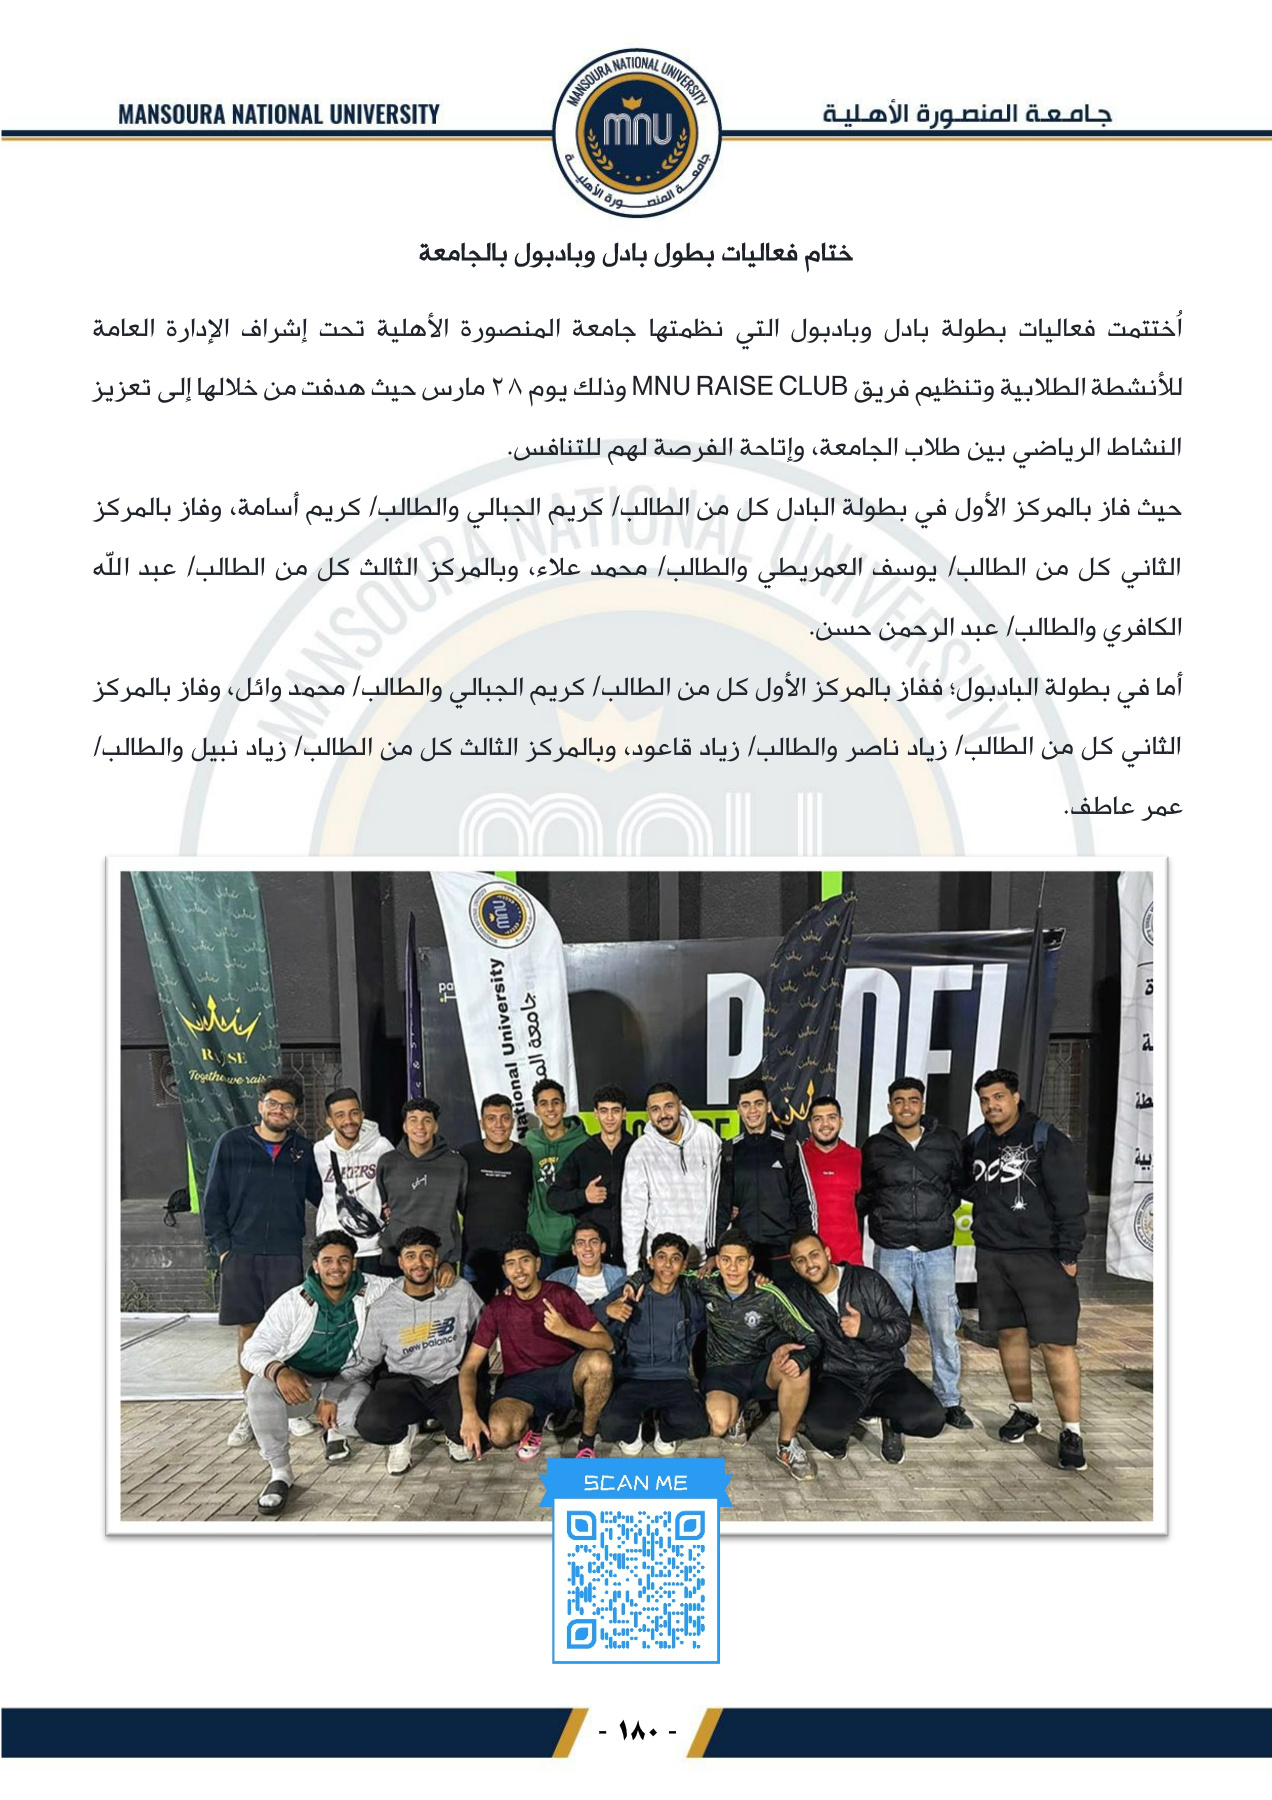 MANSOURA NATIONAL UNIVERSITY
جامعة المنصورة الأهلية
MANSOURA NATIONAL UNIVERSITY
mnu
جامعة المنصورة الأهلية
ختام فعاليات بطول بادل وبادبول بالجامعة
اُختتمت فعاليات بطولة بادل وبادبول التي نظمتها جامعة المنصورة الأهلية تحت إشراف الإدارة العامة
للأنشطة الطلابية وتنظيم فريق MNU RAISE CLUB وذلك يوم ٢٨ مارس حيث هدفت من خلالها إلى تعزيز
النشاط الرياضي بين طلاب الجامعة، وإتاحة الفرصة لهم للتنافس.
حيث فاز بالمركز الأول في بطولة البادل كل من الطالب/ كريم الجبالي والطالب/ كريم أسامة، وفاز بالمركز
الثاني كل من الطالب/ يوسف العمريطي والطالب/ محمد علاء، وبالمركز الثالث كل من الطالب/ عبد الله
الكافري والطالب/ عبد الرحمن حسن.
أما في بطولة البادبول؛ ففاز بالمركز الأول كل من الطالب/ كريم الجبالي والطالب/ محمد وائل، وفاز بالمركز
الثاني كل من الطالب/ زياد ناصر والطالب/ زياد قاعود، وبالمركز الثالث كل من الطالب/ زياد نبيل والطالب/
عمر عاطف.
MANSOURA NATIONAL UNIVERSITY
mnu
mnu
National University
جامعة
RAISE
Together we raise
LAKERS
new balance
SCAN ME
- ١٨٠ -